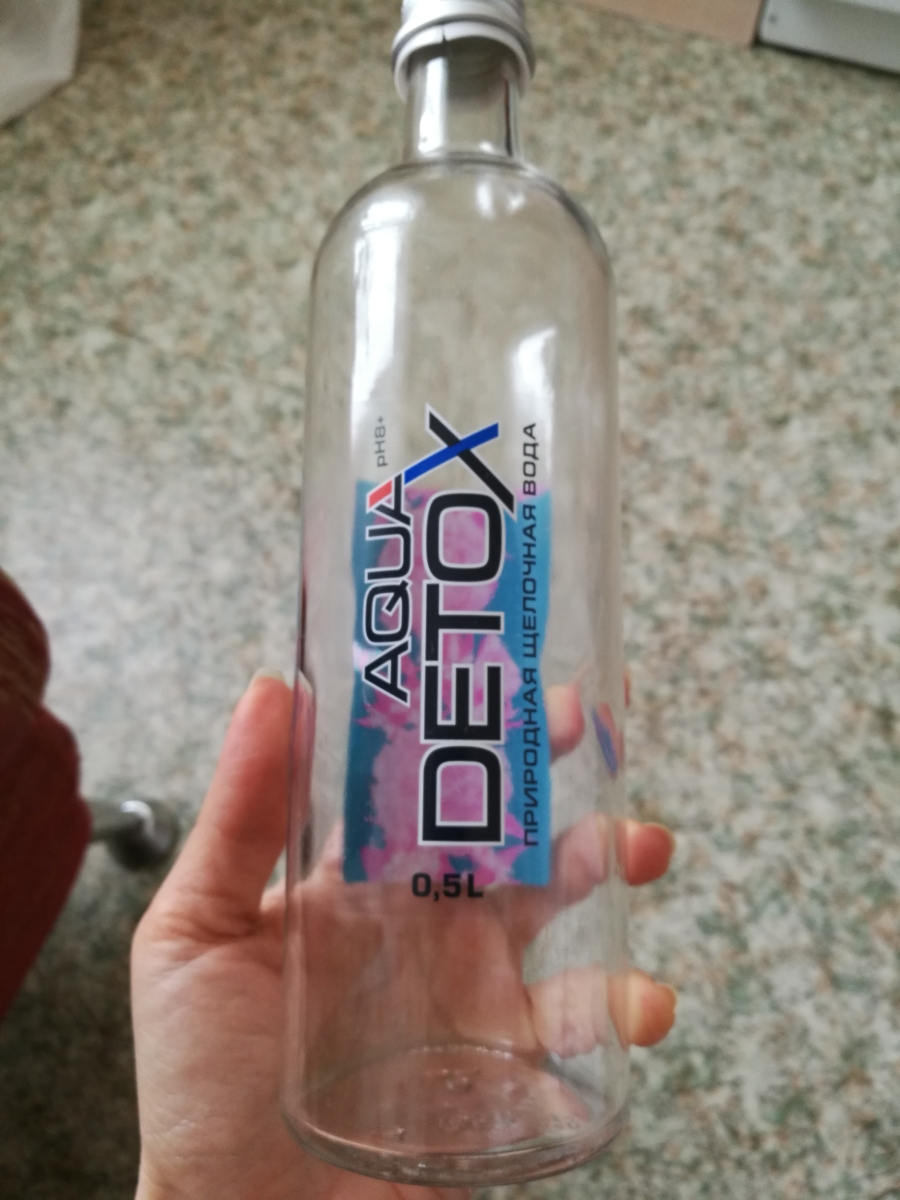 AQUA pH8+
DETOX
ПРИРОДНАЯ ЩЕЛОЧНАЯ ВОДА
0,5L